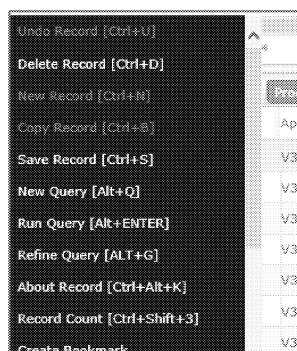 Undo Record [Ctrl+U]
Delete Record [Ctrl+D]
New Record [Ctrl+N]
Copy Record [Ctrl+B]
Save Record [Ctrl+S]
New Query [Alt+Q]
Run Query [Alt+ENTER]
Refine Query [ALT+G]
About Record [Ctrl+Alt+K]
Record Count [Ctrl+Shift+3]
Create Bookmark
Ap
V3
V3
V3
V3
V3
V3
V3